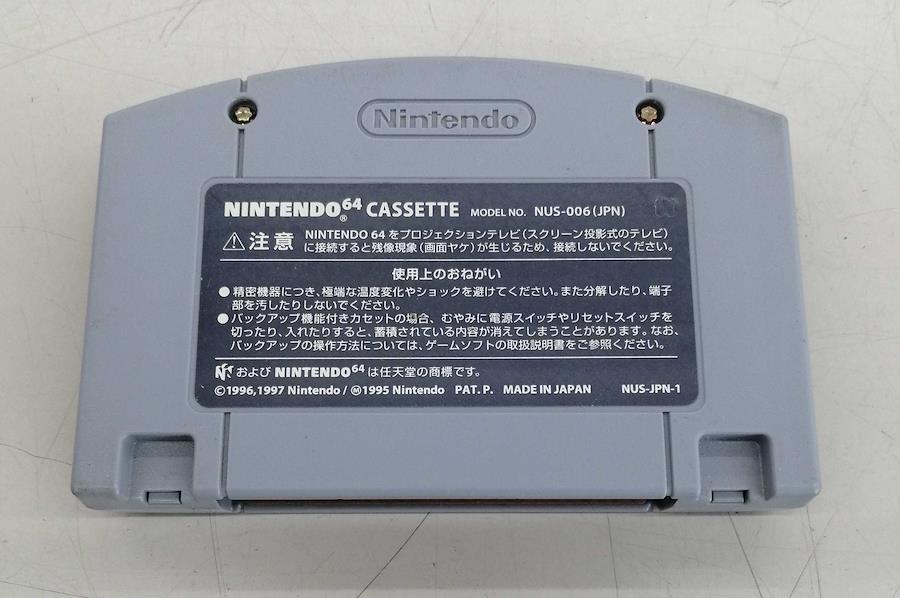 Nintendo
NINTENDO64® CASSETTE MODEL NO. NUS-006(JPN)
注意 NINTENDO 64をプロジェクションテレビ(スクリーン投影式のテレビ)
に接続すると残像現象(画面ヤケ)が生じるため、接続しないでください。
使用上のおねがい
●精密機器につき、極端な温度変化やショックを避けてください。また分解したり、端子
部を汚したりしないでください。
●バックアップ機能付きカセットの場合、むやみに電源スイッチやリセットスイッチを
切ったり、入れたりすると、蓄積されている内容が消えてしまうことがあります。なお、
バックアップの操作方法については、ゲームソフトの取扱説明書をご参照ください。
および NINTENDO64 は任天堂の商標です。
©1996,1997 Nintendo / Ⓜ1995 Nintendo PAT. P. MADE IN JAPAN NUS-JPN-1